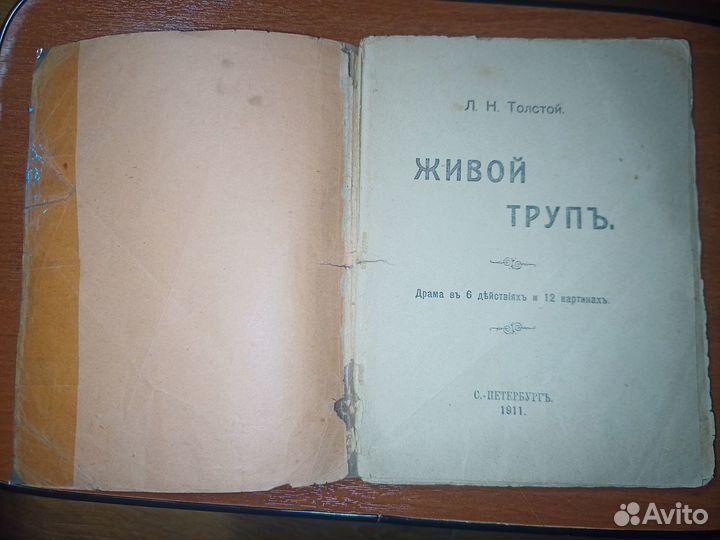 Л. Н. Толстой.
ЖИВОЙ
ТРУПЪ.
Драма въ 6 дѣйствіяхъ и 12 картинахъ.
С.-ПЕТЕРБУРГЪ.
1911.
Avito